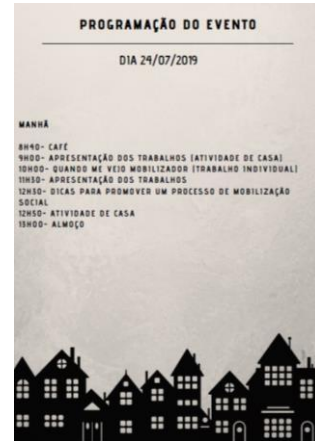 PROGRAMAÇÃO DO EVENTO
DIA 24/07/2019
MANHÃ
8H40- CAFÉ
9H00- APRESENTAÇÃO DOS TRABALHOS (ATIVIDADE DE CASA)
10H00- QUANDO ME VEJO MOBILIZADOR (TRABALHO INDIVIDUAL)
11H30- APRESENTAÇÃO DOS TRABALHOS
12H30- DICAS PARA PROMOVER UM PROCESSO DE MOBILIZAÇÃO
SOCIAL
12H50- ATIVIDADE DE CASA
13H00- ALMOÇO